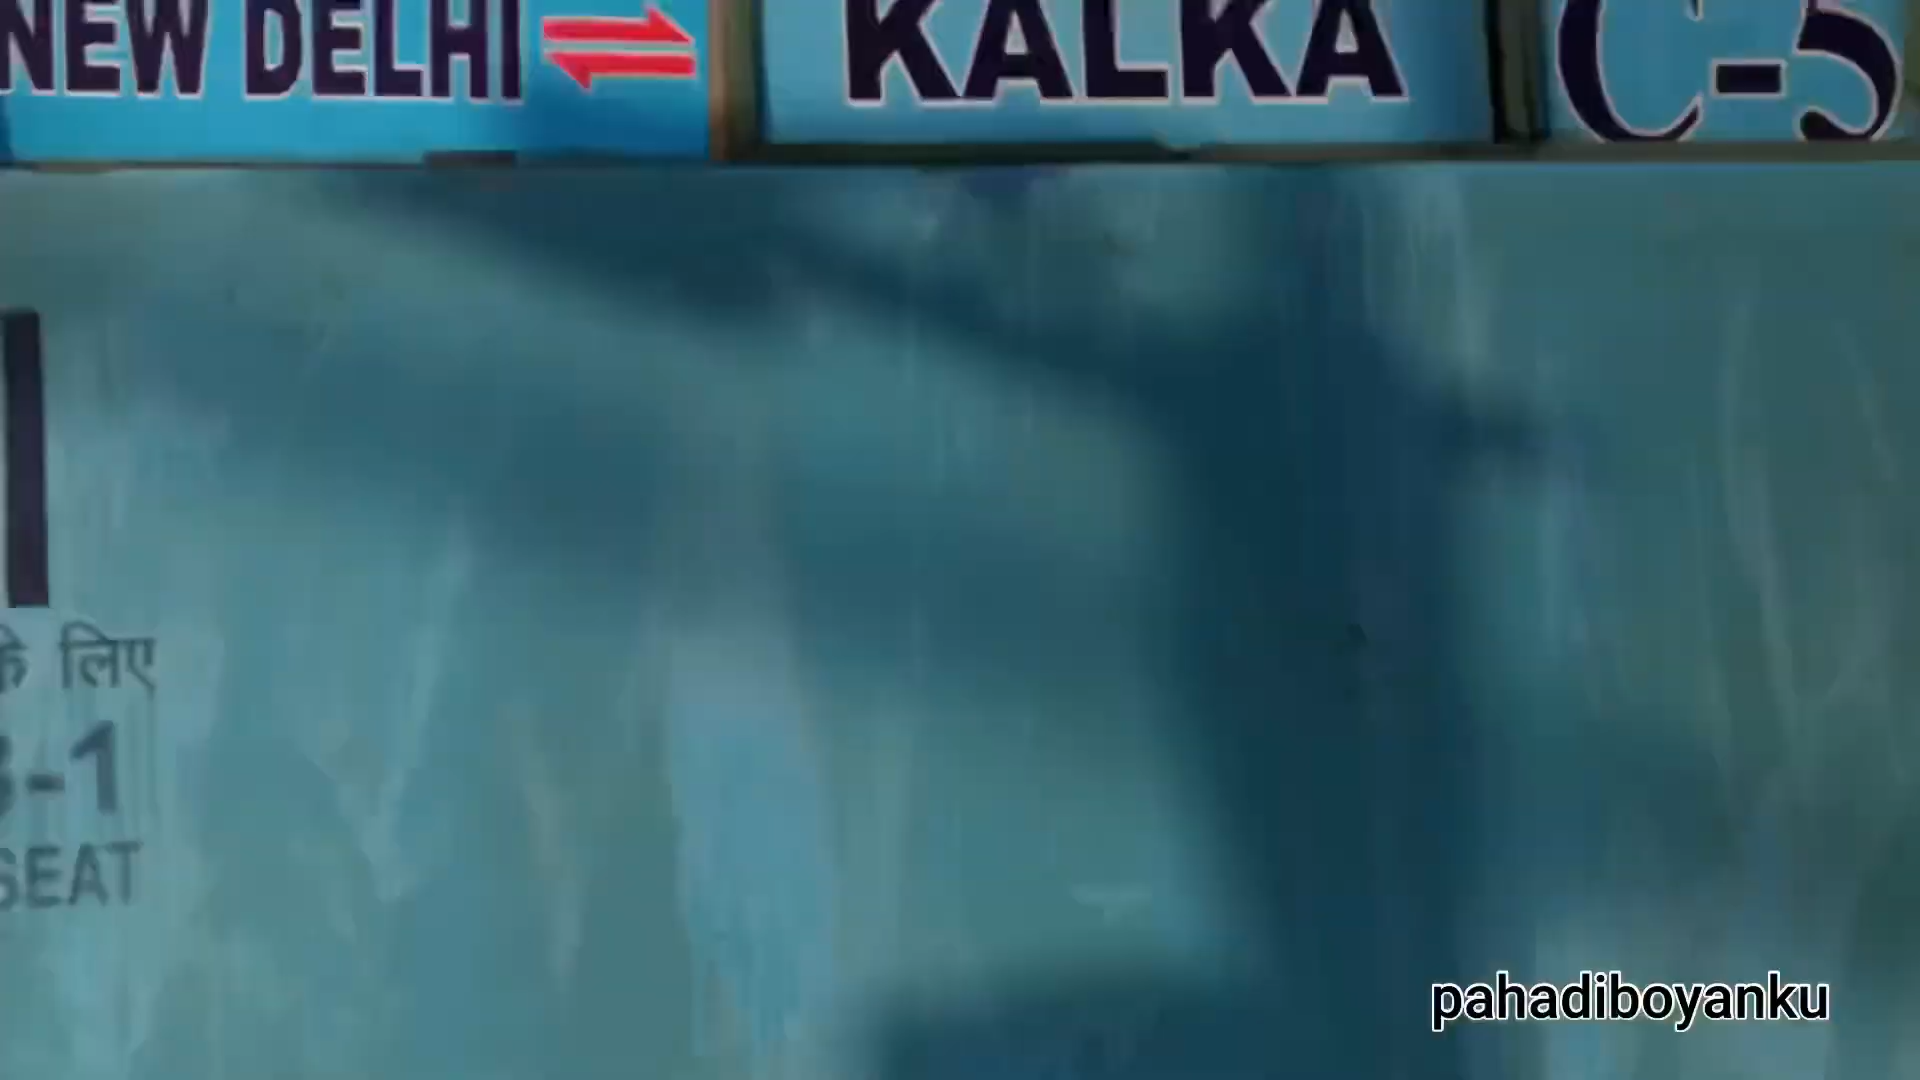 NEW DELHI ⇌ KALKA C-5
के लिए
-1
SEAT
pahadiboyanku